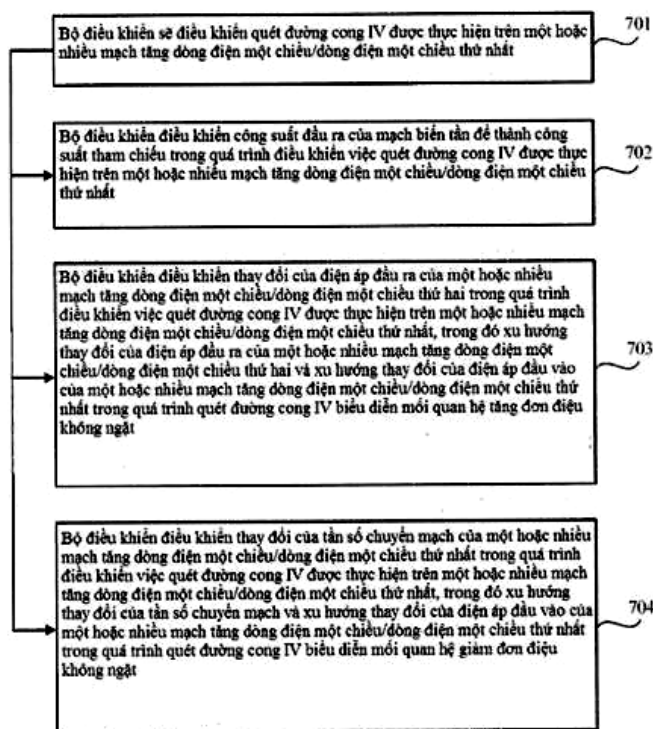 Bộ điều khiển sẽ điều khiển quét đường cong IV được thực hiện trên một hoặc
nhiều mạch tăng dòng điện một chiều/dòng điện một chiều thứ nhất
701
Bộ điều khiển điều khiển công suất đầu ra của mạch biến tần để thành công
suất tham chiếu trong quá trình điều khiển việc quét đường cong IV được thực
hiện trên một hoặc nhiều mạch tăng dòng điện một chiều/dòng điện một chiều
thứ nhất
702
Bộ điều khiển điều khiển thay đổi của điện áp đầu ra của một hoặc nhiều
mạch tăng dòng điện một chiều/dòng điện một chiều thứ hai trong quá trình
điều khiển việc quét đường cong IV được thực hiện trên một hoặc nhiều mạch
tăng dòng điện một chiều/dòng điện một chiều thứ nhất, trong đó xu hướng
thay đổi của điện áp đầu ra của một hoặc nhiều mạch tăng dòng điện một
chiều/dòng điện một chiều thứ hai và xu hướng thay đổi của điện áp đầu vào
của một hoặc nhiều mạch tăng dòng điện một chiều/dòng điện một chiều thứ
nhất trong quá trình quét đường cong IV biểu diễn mối quan hệ tăng đơn điệu
không ngặt
703
Bộ điều khiển điều khiển thay đổi của tần số chuyển mạch của một hoặc nhiều
mạch tăng dòng điện một chiều/dòng điện một chiều thứ nhất trong quá trình
điều khiển việc quét đường cong IV được thực hiện trên một hoặc nhiều mạch
tăng dòng điện một chiều/dòng điện một chiều thứ nhất, trong đó xu hướng
thay đổi của tần số chuyển mạch và xu hướng thay đổi của điện áp đầu vào của
một hoặc nhiều mạch tăng dòng điện một chiều/dòng điện một chiều thứ nhất
trong quá trình quét đường cong IV biểu diễn mối quan hệ giảm đơn điệu
không ngặt
704